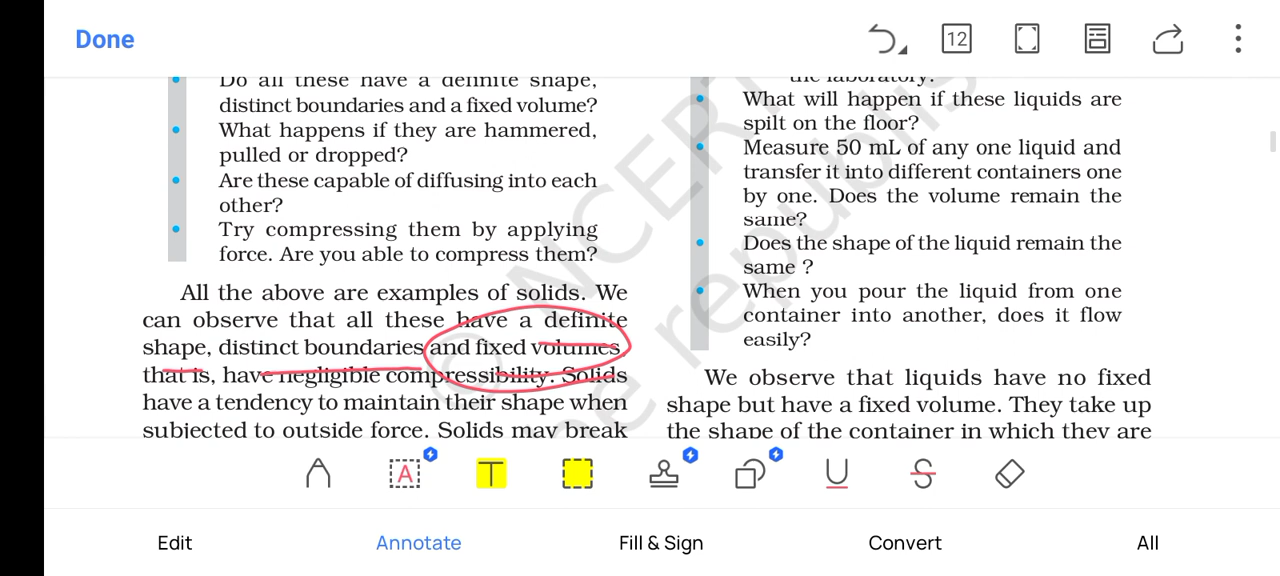 Done
12
Do all these have a definite shape,
distinct boundaries and a fixed volume?
What happens if they are hammered,
pulled or dropped?
Are these capable of diffusing into each
other?
Try compressing them by applying
force. Are you able to compress them?
All the above are examples of solids. We
can observe that all these have a definite
shape, distinct boundaries and fixed volumes,
that is, have negligible compressibility. Solids
have a tendency to maintain their shape when
subjected to outside force. Solids may break
the laboratory.
What will happen if these liquids are
spilt on the floor?
Measure 50 mL of any one liquid and
transfer it into different containers one
by one. Does the volume remain the
same?
Does the shape of the liquid remain the
same ?
When you pour the liquid from one
container into another, does it flow
easily?
We observe that liquids have no fixed
shape but have a fixed volume. They take up
the shape of the container in which they are
© NCERT
be republis
A
T
U
S
Edit
Annotate
Fill & Sign
Convert
All